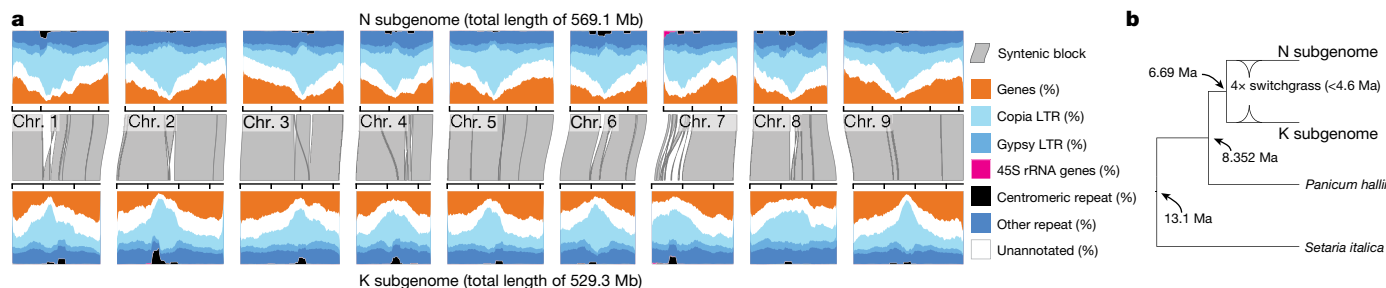 a
N subgenome (total length of 569.1 Mb)
Chr. 1
Chr. 2
Chr. 3
Chr. 4
Chr. 5
Chr. 6
Chr. 7
Chr. 8
Chr. 9
K subgenome (total length of 529.3 Mb)
Syntenic block
Genes (%)
Copia LTR (%)
Gypsy LTR (%)
45S rRNA genes (%)
Centromeric repeat (%)
Other repeat (%)
Unannotated (%)
b
N subgenome
6.69 Ma
4× switchgrass (<4.6 Ma)
K subgenome
8.352 Ma
Panicum hallii
13.1 Ma
Setaria italica